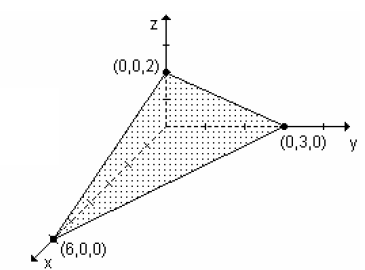 z
(0,0,2)
(0,3,0)
y
(6,0,0)
x